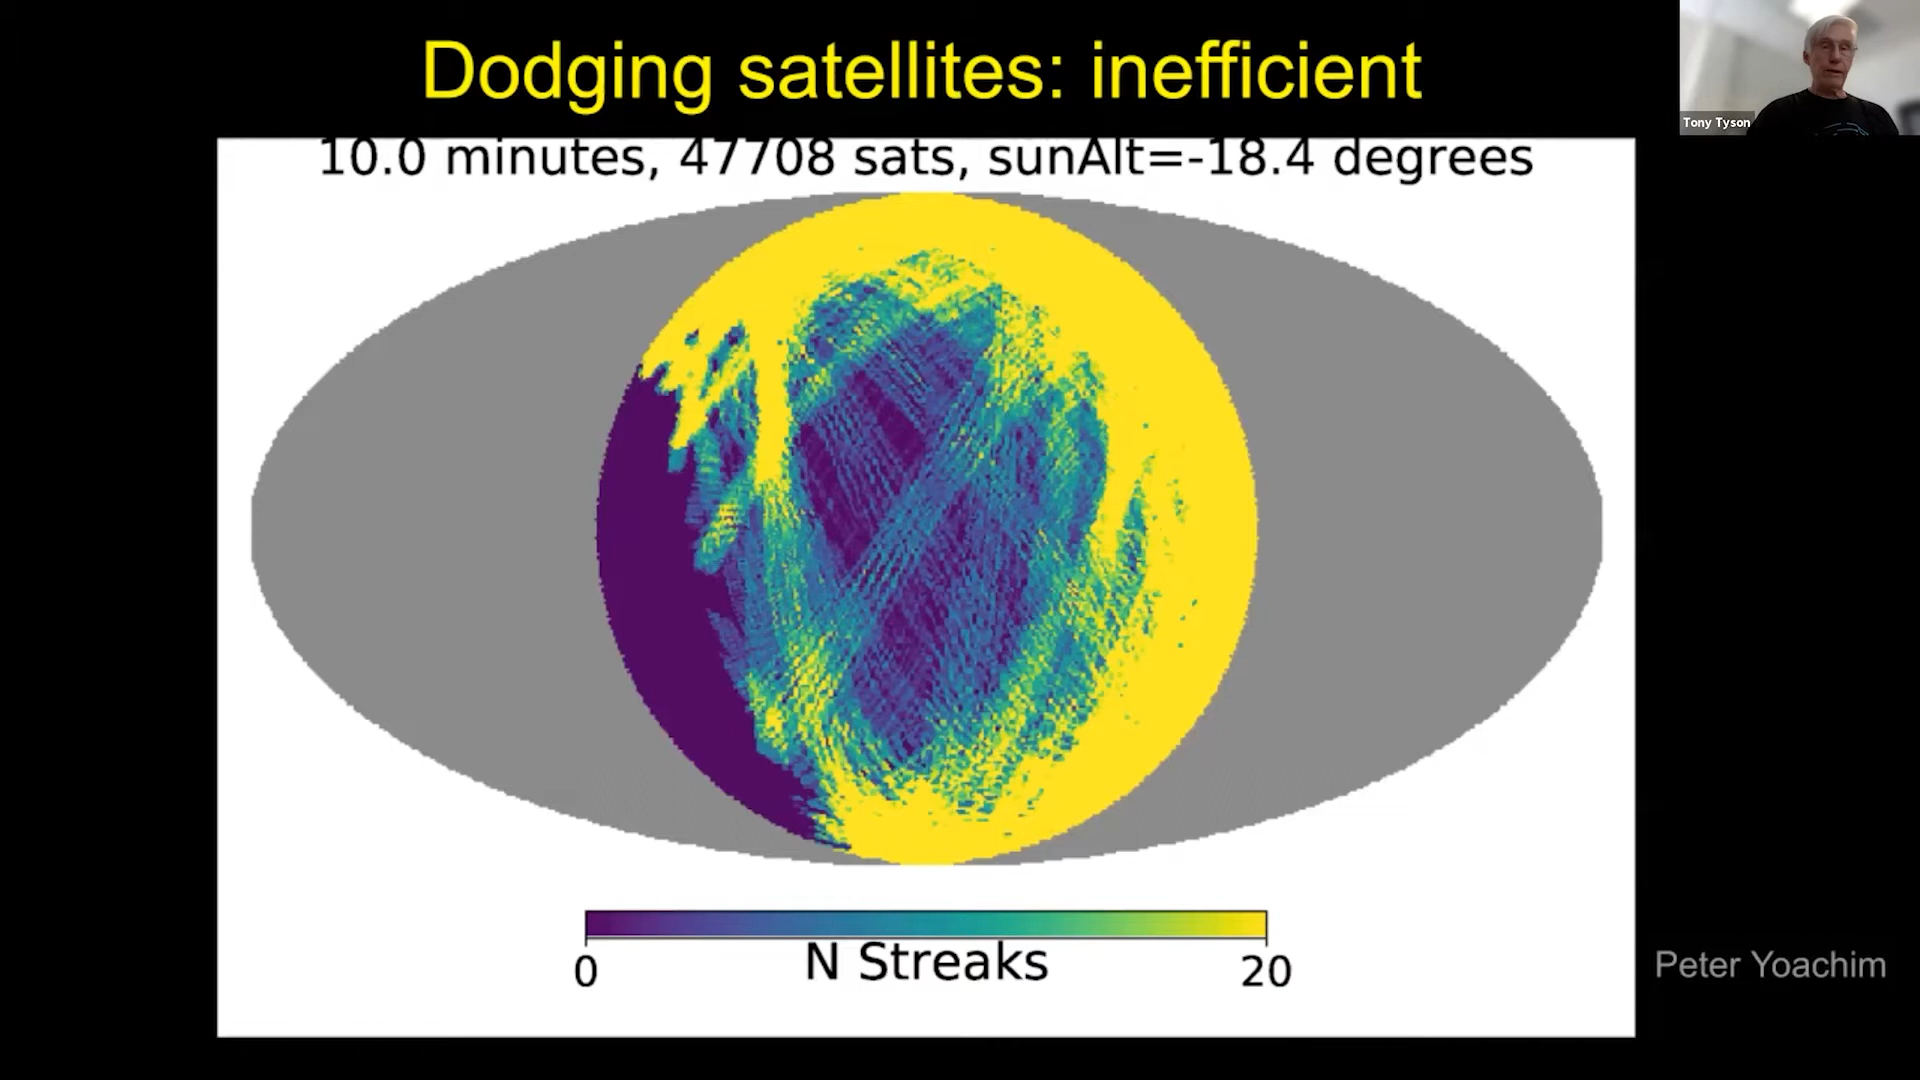 Dodging satellites: inefficient
Tony Tyson
10.0 minutes, 47708 sats, sunAlt=-18.4 degrees
N Streaks
0 20
Peter Yoachim